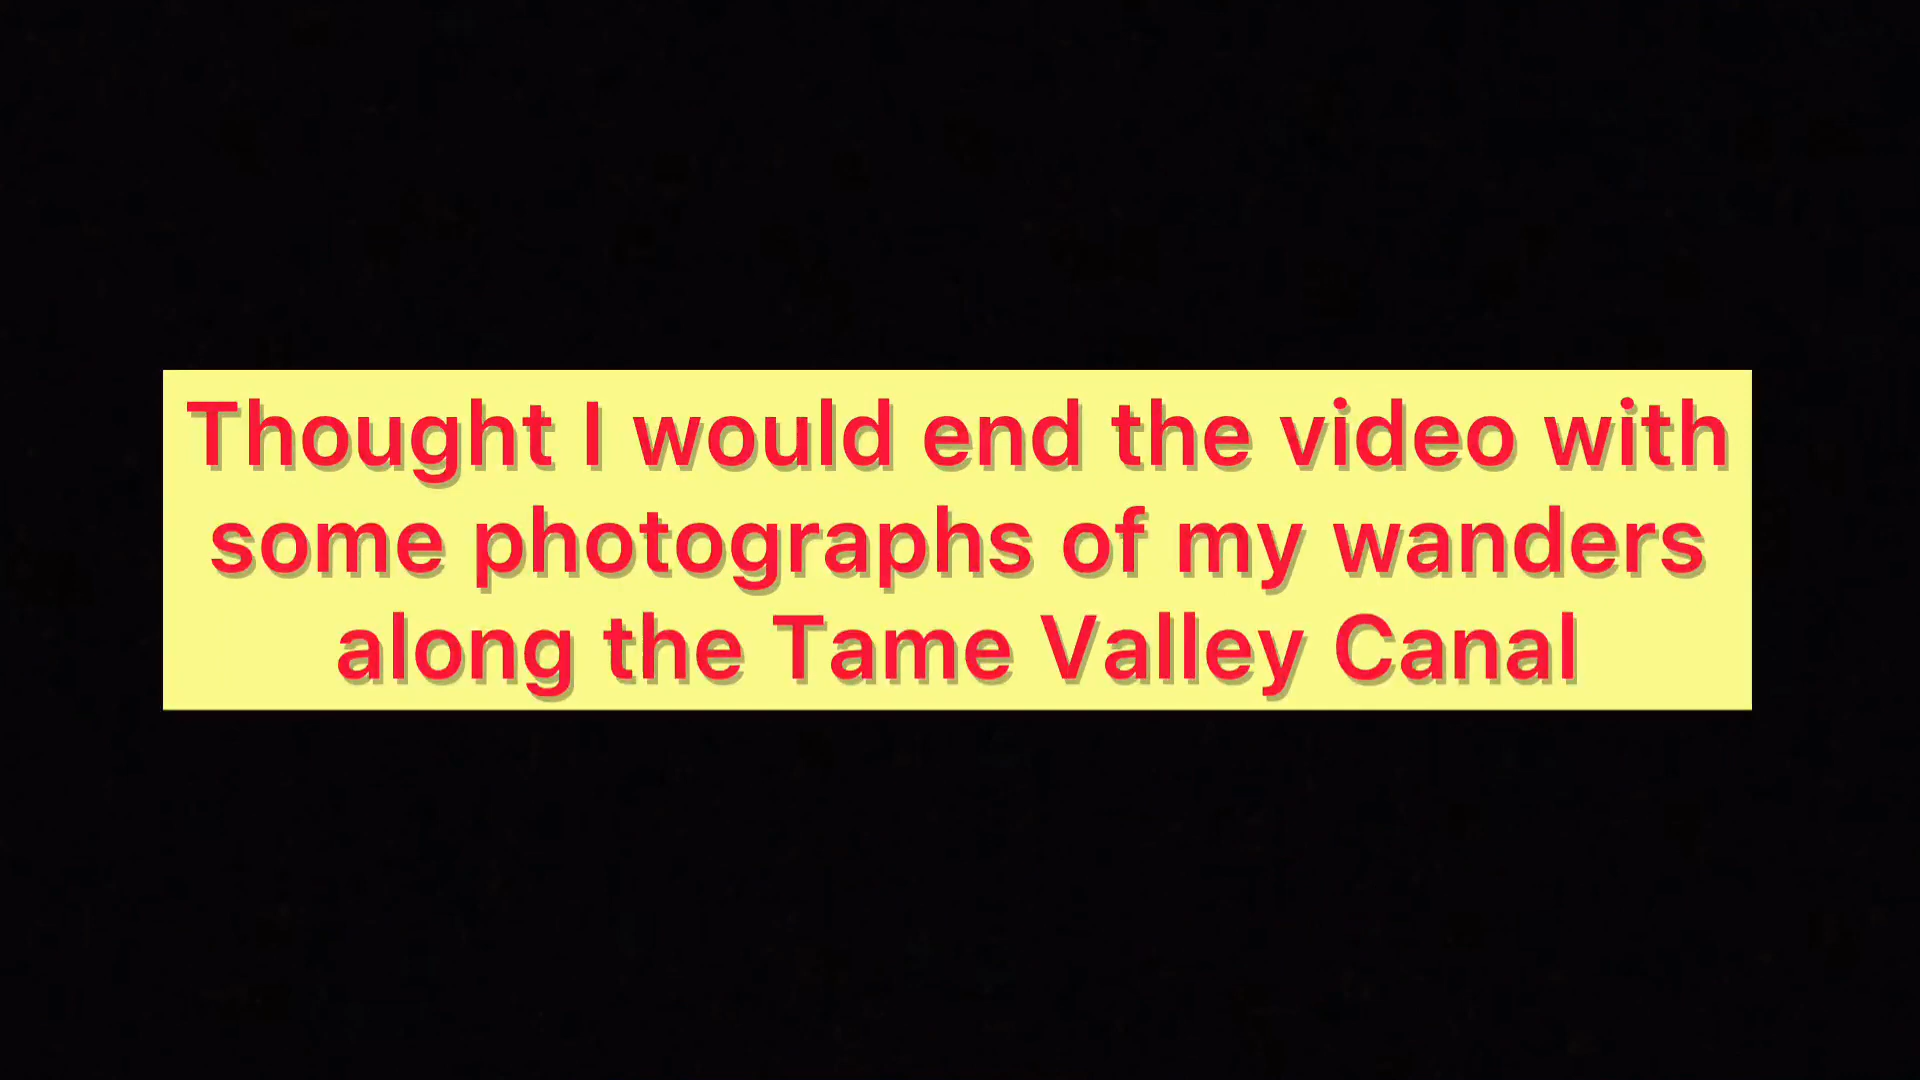 Thought I would end the video with
some photographs of my wanders
along the Tame Valley Canal